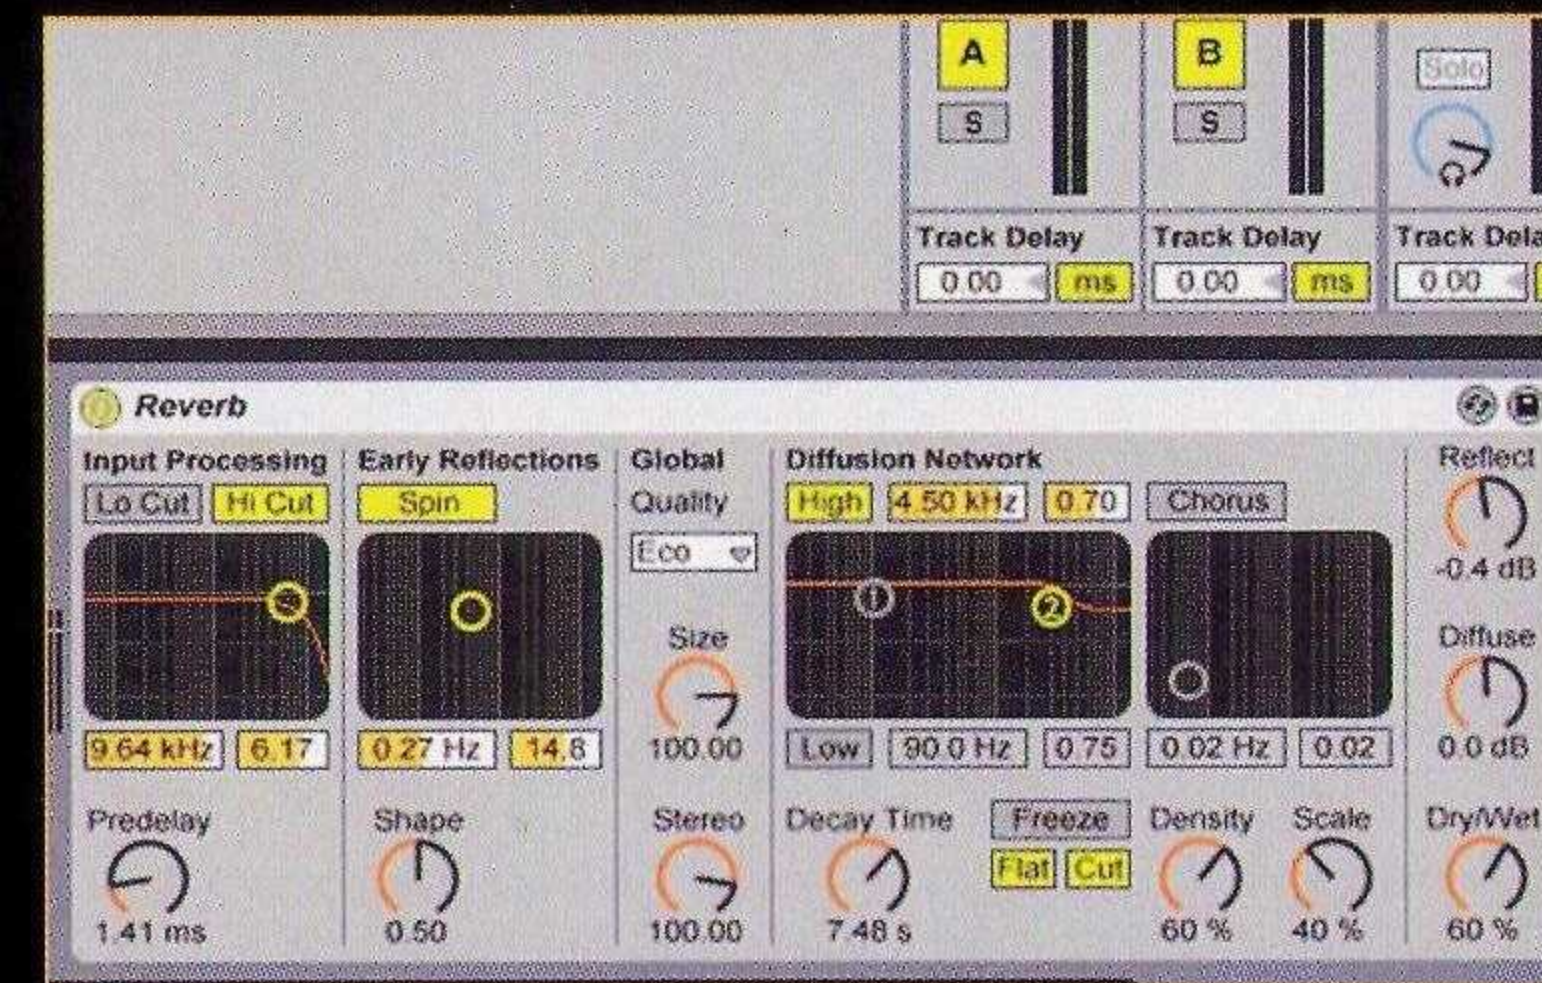 A B Solo
S S
C
Track Delay Track Delay Track Dela
0.00 ms 0.00 ms 0.00
Reverb
Input Processing Early Reflections Global Diffusion Network Reflect
Lo Cut Hi Cut Spin Quality High 4.50 kHz 0.70 Chorus
Eco
-0.4 dB
1 2
Size Diffuse
9.64 kHz 6.17 0.27 Hz 14.8 100.00 Low 90.0 Hz 0.75 0.02 Hz 0.02 0.0 dB
Predelay Shape Stereo Decay Time Freeze Density Scale Dry/Wet
Flat Cut
1.41 ms 0.50 100.00 7.48 s 60 % 40 % 60 %